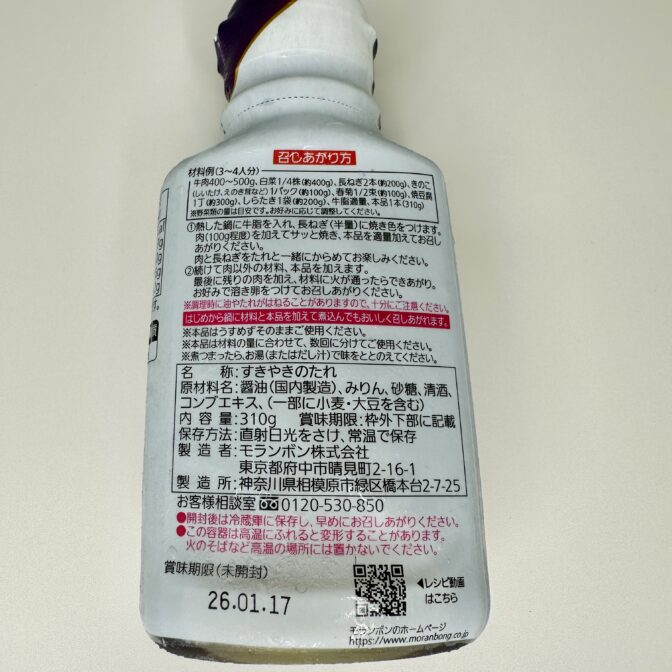 召しあがり方
材料例(3〜4人分)
牛肉400〜500g、白菜1/4株(約400g)、長ねぎ2本(約200g)、きのこ
(しいたけ、えのき茸など)1パック(約100g)、春菊1/2束(約100g)、焼豆腐
1丁(約300g)、しらたき1袋(約200g)、牛脂適量、本品1本(310g)
※野菜類の量は目安です。お好みに応じて調整してください。
①熱した鍋に牛脂を入れ、長ねぎ(半量)に焼き色をつけます。
肉(100g程度)を加えてサッと焼き、本品を適量加えてお召し
あがりください。
肉と長ねぎをたれと一緒にからめてお楽しみください。
②続けて肉以外の材料、本品を加えます。
最後に残りの肉を加え、材料に火が通ったらできあがり。
お好みで溶き卵をつけてお召しあがりください。
※調理時に油やたれがはねることがありますので、十分にご注意ください。
はじめから鍋に材料と本品を加えて煮込んでもおいしく召しあがれます。
※本品はうすめずそのままご使用ください。
※本品は材料の量に合わせて、数回に分けてご使用ください。
※煮つまったら、お湯(またはだし汁)で味をととのえてください。
名 称:すきやきのたれ
原材料名:醤油(国内製造)、みりん、砂糖、清酒、
コンブエキス、(一部に小麦・大豆を含む)
内 容 量:310g 賞味期限:枠外下部に記載
保存方法:直射日光をさけ、常温で保存
製 造 者:モランボン株式会社
東京都府中市晴見町2-16-1
製 造 所:神奈川県相模原市緑区橋本台2-7-25
お客様相談室 0120-530-850
●開封後は冷蔵庫に保存し、早めにお召しあがりください。
●この容器は高温にふれると変形することがあります。
火のそばなど高温の場所には置かないでください。
賞味期限(未開封)
26.01.17
◀レシピ動画
はこちら
モランボンのホームページ
https://www.moranbong.co.jp